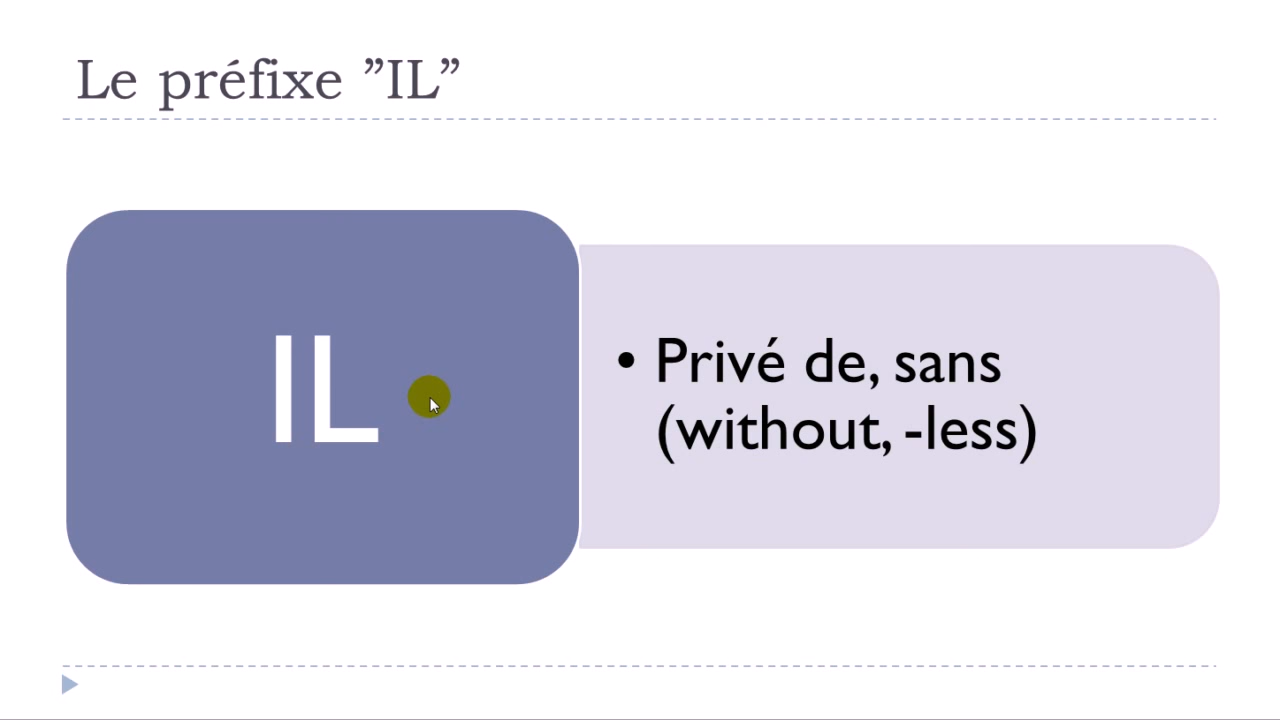 Le préfixe ”IL”
IL
• Privé de, sans
(without, -less)